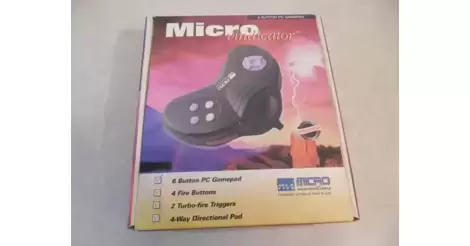 6 BUTTON PC GAMEPAD
Micro
Vindicator™
6 Button PC Gamepad
4 Fire Buttons
2 Turbo-fire Triggers
4-Way Directional Pad
MICRO